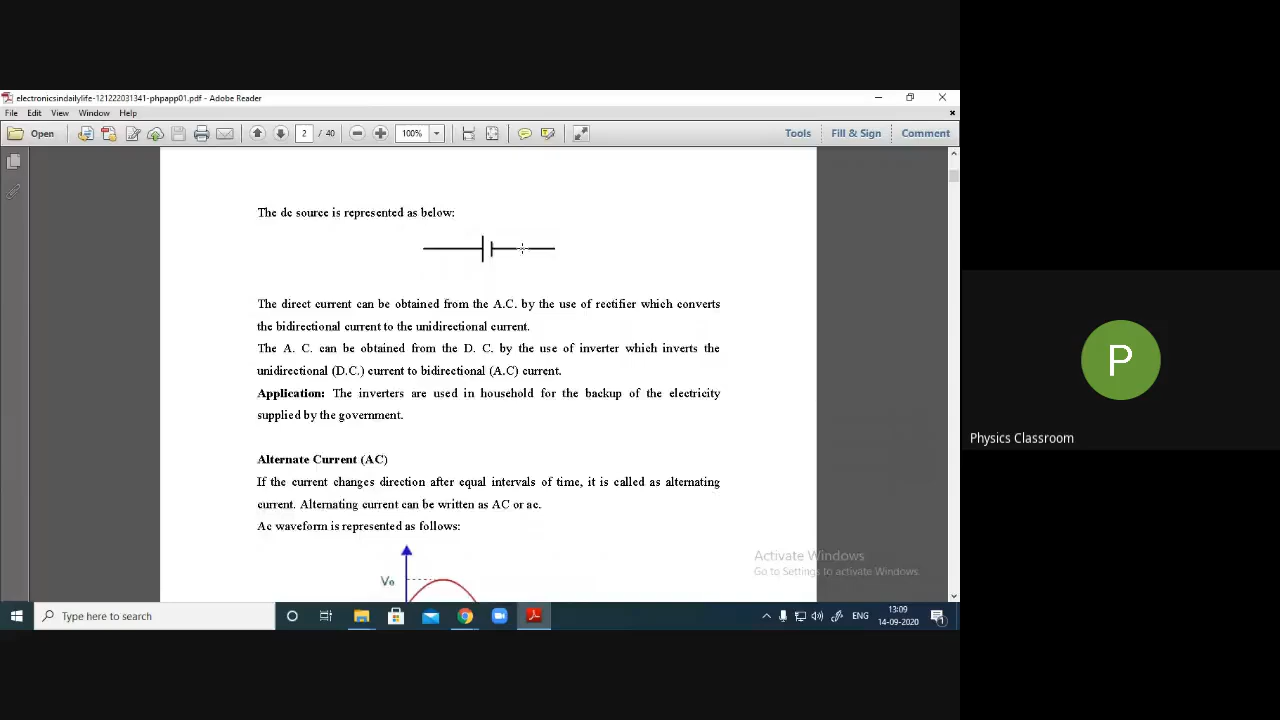 electronicsindailylife-121222031341-phpapp01.pdf - Adobe Reader
File Edit View Window Help
Open 2 / 40 100% Tools Fill & Sign Comment
The dc source is represented as below:
The direct current can be obtained from the A.C. by the use of rectifier which converts
the bidirectional current to the unidirectional current.
The A. C. can be obtained from the D. C. by the use of inverter which inverts the
unidirectional (D.C.) current to bidirectional (A.C) current.
Application: The inverters are used in household for the backup of the electricity
supplied by the government.
Alternate Current (AC)
If the current changes direction after equal intervals of time, it is called as alternating
current. Alternating current can be written as AC or ac.
Ac waveform is represented as follows:
V₀
Activate Windows
Go to Settings to activate Windows.
Type here to search
ENG
13:09
14-09-2020
1
P
Physics Classroom